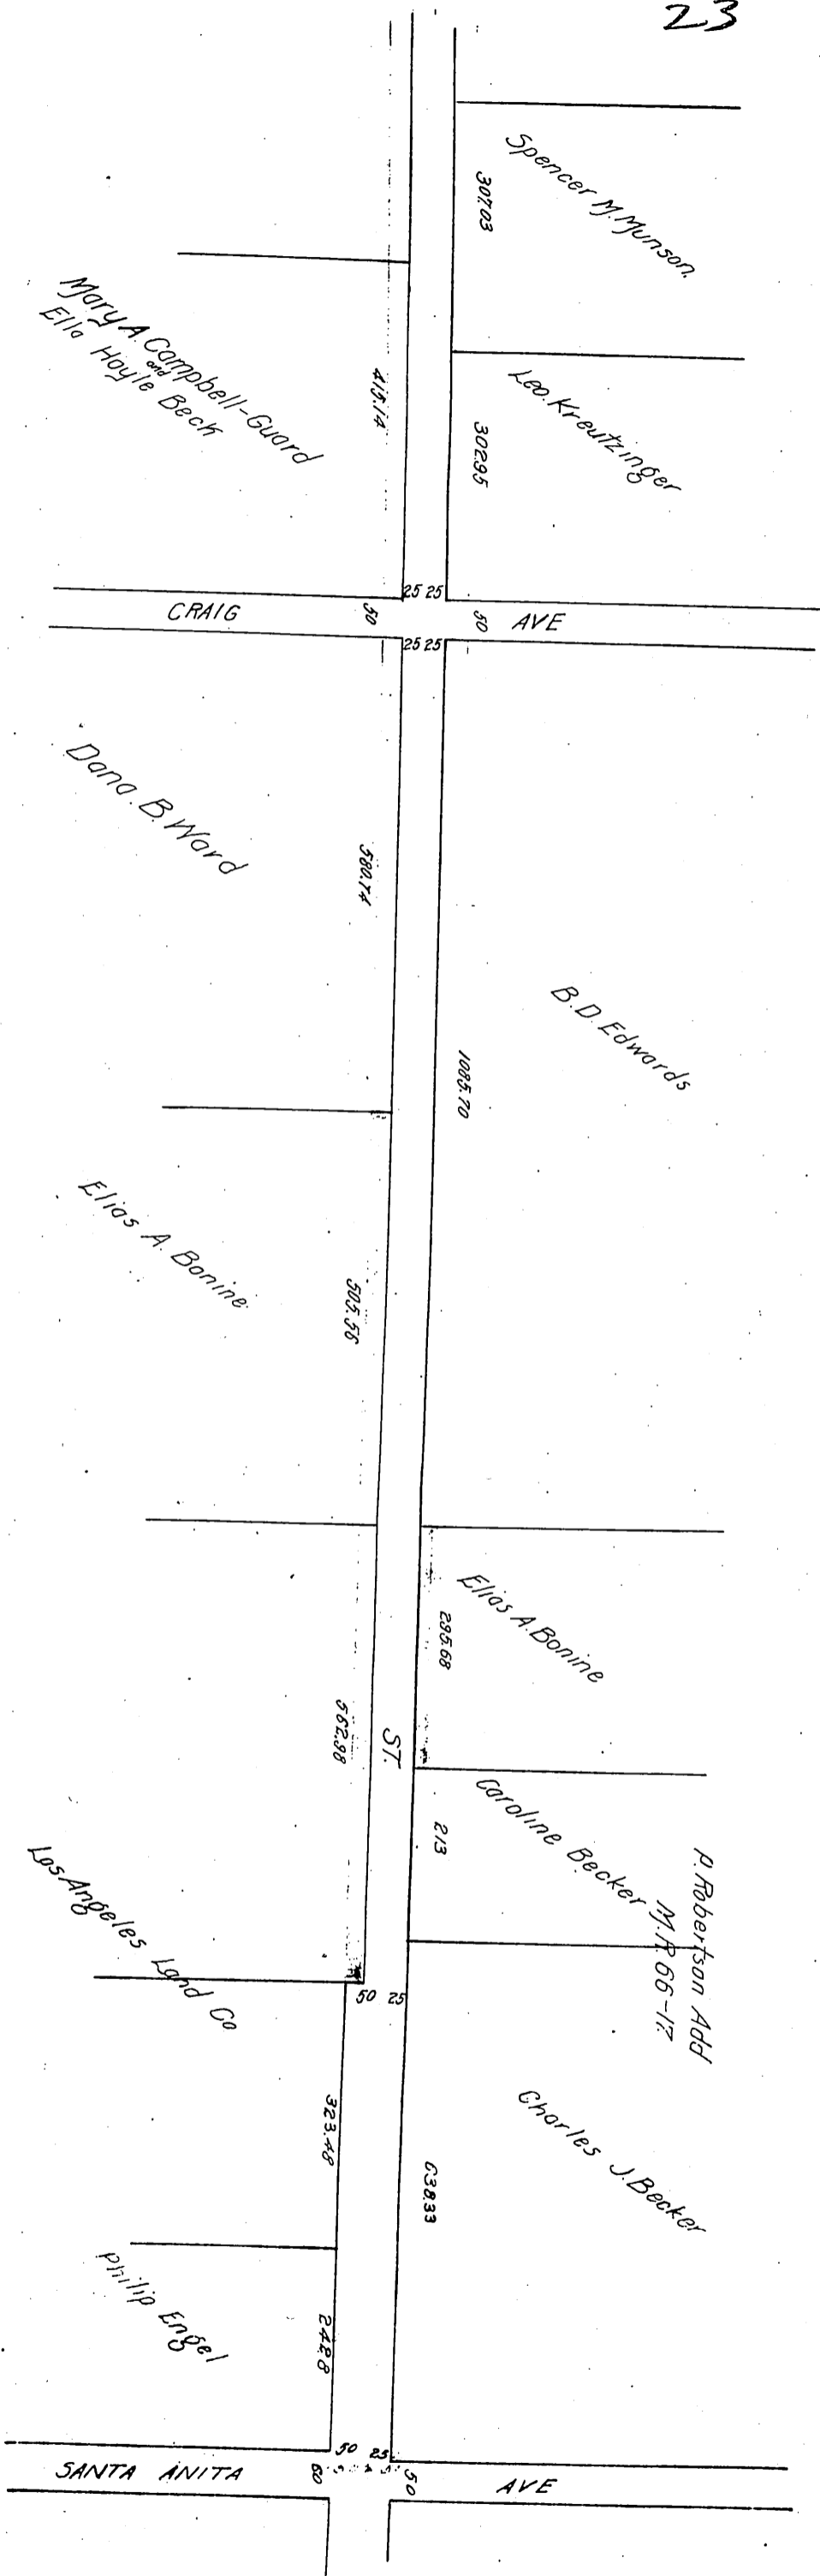 23
Spencer M. Munson.
307.03
Mary A. Campbell-Guard
and
Ella Hoyle Beck
415.14
Leo. Kreutzinger
302.95
25 25
CRAIG
50
50
AVE
25 25
Dana. B. Ward
580.74
B. D. Edwards
1085.70
Elias A. Bonine
505.56
Elias A. Bonine
295.68
562.98
ST.
Caroline Becker
213
P. Robertson Add
M.R. 66-17.
Los Angeles Land Co
50 25
323.48
Charles J. Becker
638.33
Philip Engel
242.8
50 25
SANTA ANITA
60
50
AVE